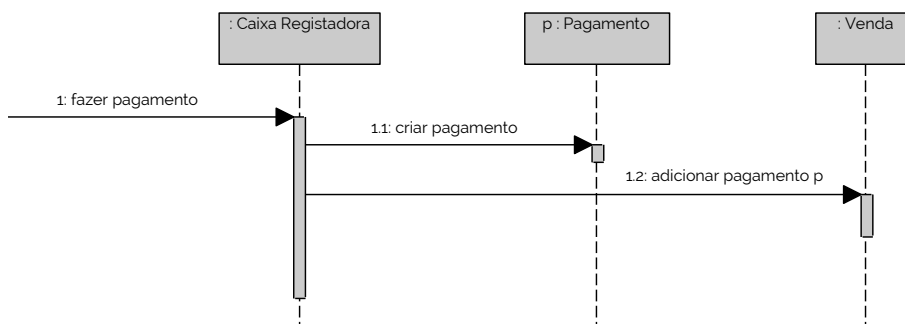 : Caixa Registadora
p : Pagamento
: Venda
1: fazer pagamento
1.1: criar pagamento
1.2: adicionar pagamento p